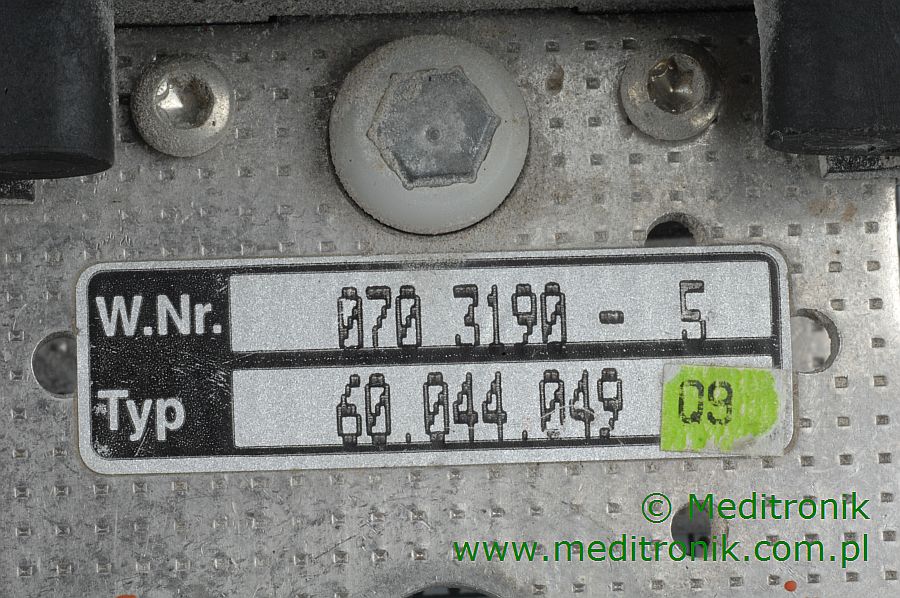 W.Nr. 070 3190 - 5
Typ 60.044.049 09
© Meditronik
www.meditronik.com.pl